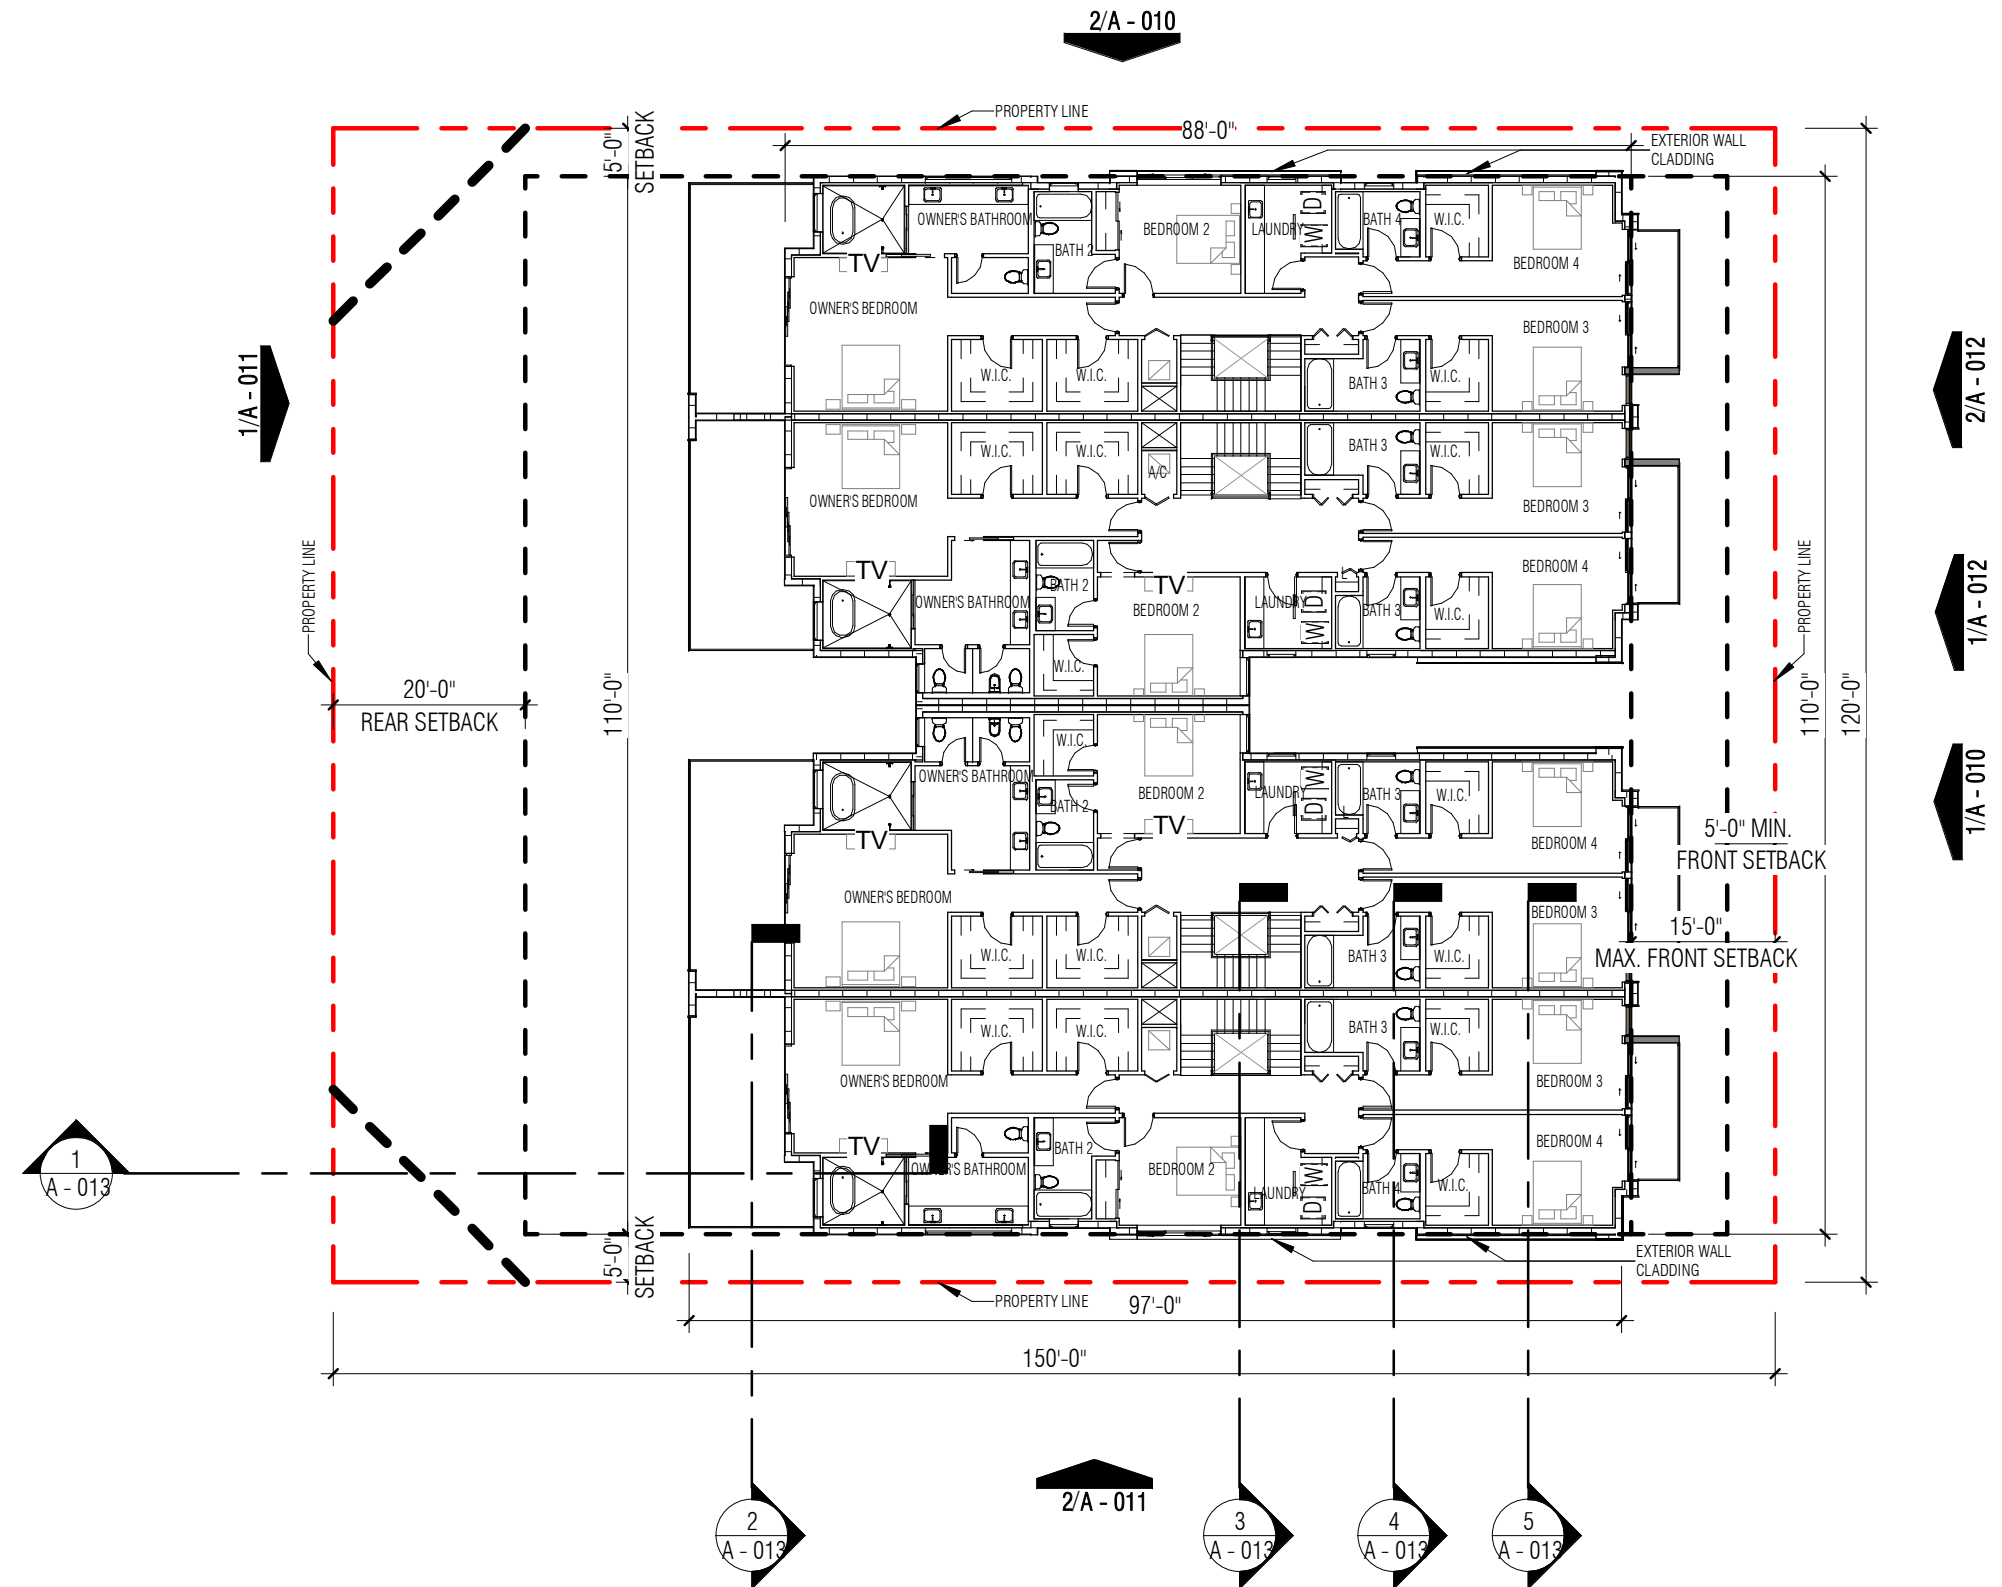 2/A - 010
PROPERTY LINE
88'-0"
EXTERIOR WALL
CLADDING
5'-0"
SETBACK
OWNER'S BATHROOM
BATH 2
BEDROOM 2
LAUNDRY
W D
BATH 4
W.I.C.
BEDROOM 4
TV
OWNER'S BEDROOM
BEDROOM 3
W.I.C.
W.I.C.
BATH 3
W.I.C.
1/A - 011
2/A - 012
OWNER'S BEDROOM
W.I.C.
W.I.C.
A/C
BATH 3
W.I.C.
BEDROOM 3
TV
OWNER'S BATHROOM
BATH 2
TV
BEDROOM 2
LAUNDRY
W D
BATH 3
W.I.C.
BEDROOM 4
W.I.C.
PROPERTY LINE
PROPERTY LINE
1/A - 012
20'-0"
REAR SETBACK
110'-0"
110'-0"
120'-0"
W.I.C.
OWNER'S BATHROOM
BATH 2
BEDROOM 2
TV
LAUNDRY
D W
BATH 3
W.I.C.
BEDROOM 4
TV
1/A - 010
5'-0" MIN.
FRONT SETBACK
OWNER'S BEDROOM
BEDROOM 3
15'-0"
MAX. FRONT SETBACK
W.I.C.
W.I.C.
BATH 3
W.I.C.
W.I.C.
W.I.C.
BATH 3
W.I.C.
OWNER'S BEDROOM
BEDROOM 3
TV
OWNER'S BATHROOM
BATH 2
BEDROOM 2
LAUNDRY
D W
BATH 4
W.I.C.
BEDROOM 4
1
A - 013
5'-0"
SETBACK
EXTERIOR WALL
CLADDING
PROPERTY LINE
97'-0"
150'-0"
2/A - 011
2
A - 013
3
A - 013
4
A - 013
5
A - 013